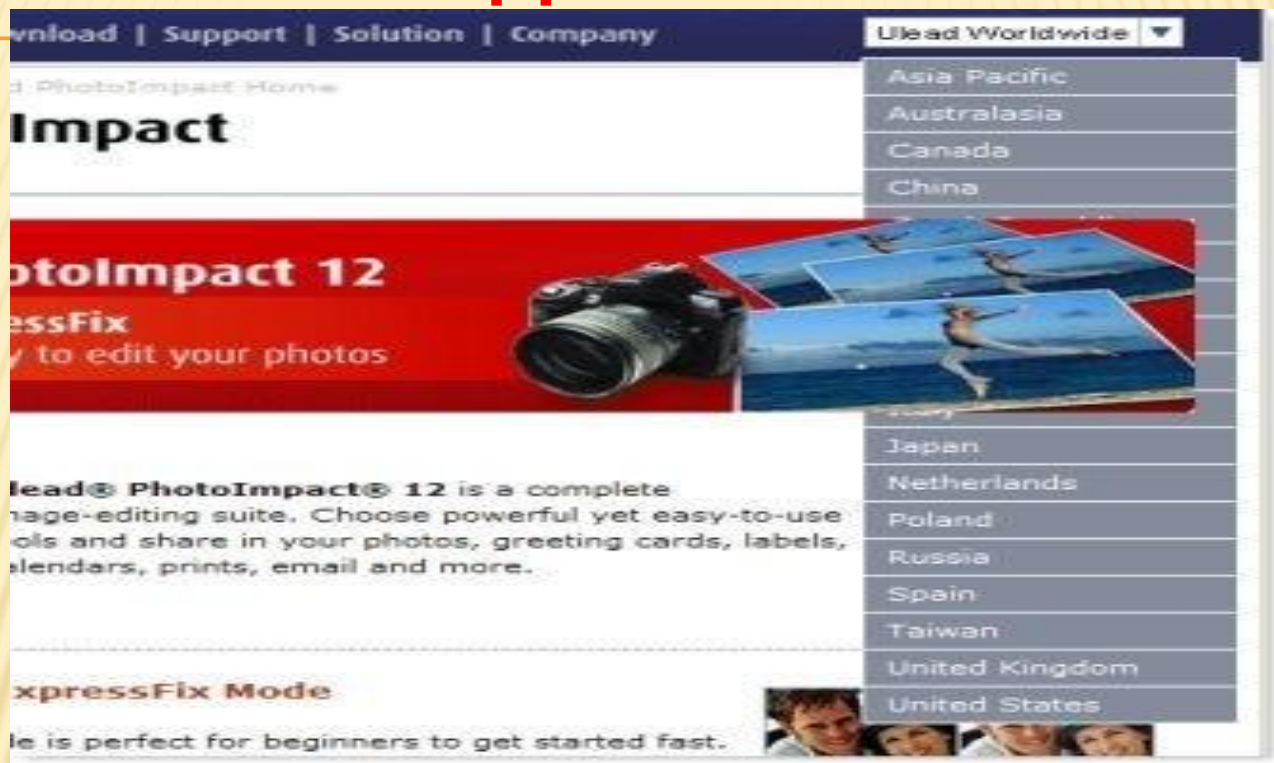 wnload | Support | Solution | Company
Ulead Worldwide
d PhotoImpact Home
Impact
otoImpact 12
essFix
y to edit your photos
lead® PhotoImpact® 12 is a complete
nage-editing suite. Choose powerful yet easy-to-use
ols and share in your photos, greeting cards, labels,
alendars, prints, email and more.
xpressFix Mode
le is perfect for beginners to get started fast.
Asia Pacific
Australasia
Canada
China
Italy
Japan
Netherlands
Poland
Russia
Spain
Taiwan
United Kingdom
United States